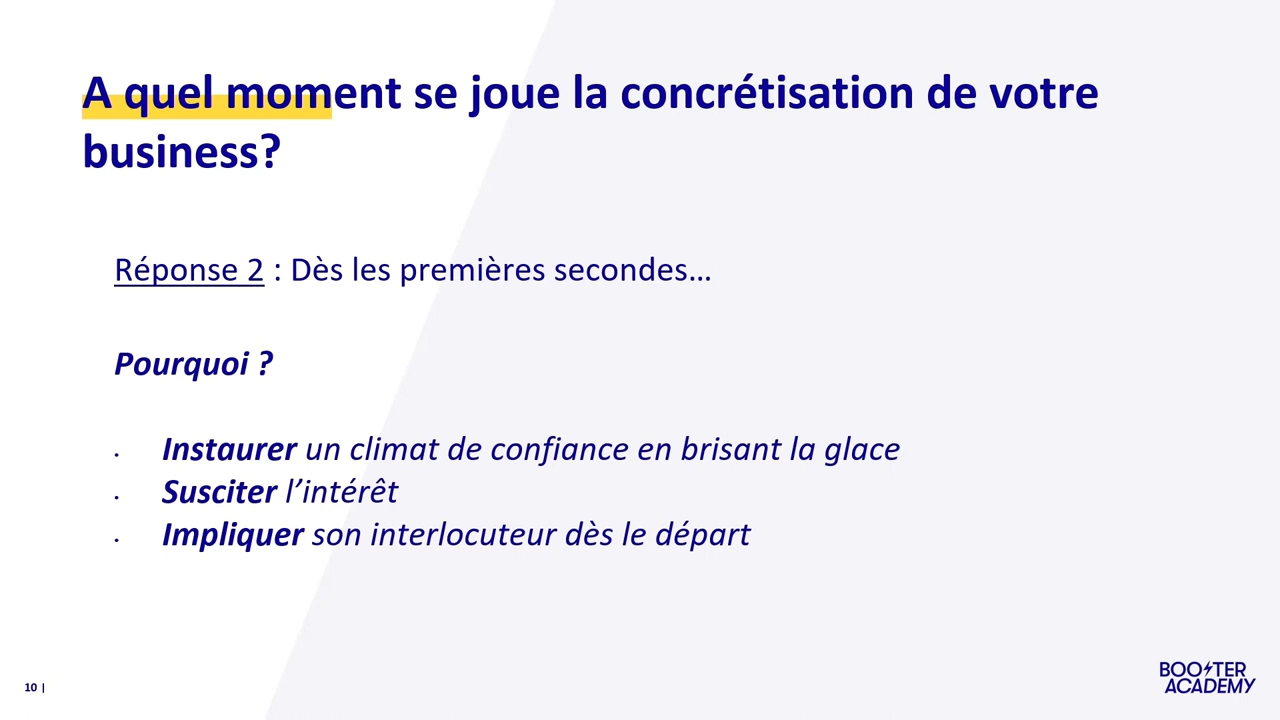 A quel moment se joue la concrétisation de votre
business?
Réponse 2 : Dès les premières secondes…
Pourquoi ?
• Instaurer un climat de confiance en brisant la glace
• Susciter l’intérêt
• Impliquer son interlocuteur dès le départ
10 |
BOOSTER
ACADEMY